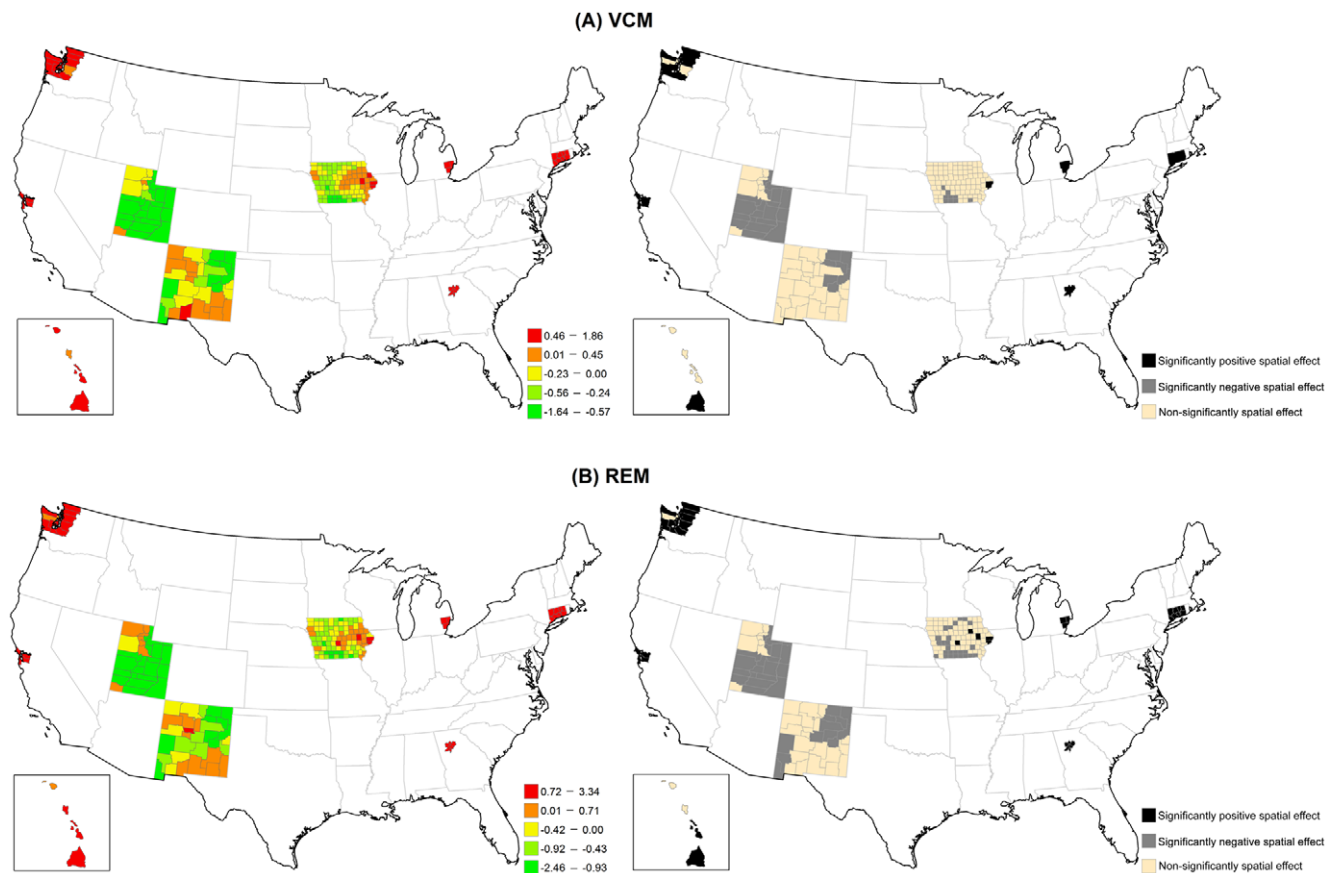 (A) VCM
0.46 – 1.86
0.01 – 0.45
-0.23 – 0.00
-0.56 – -0.24
-1.64 – -0.57
Significantly positive spatial effect
Significantly negative spatial effect
Non-significantly spatial effect
(B) REM
0.72 – 3.34
0.01 – 0.71
-0.42 – 0.00
-0.92 – -0.43
-2.46 – -0.93
Significantly positive spatial effect
Significantly negative spatial effect
Non-significantly spatial effect